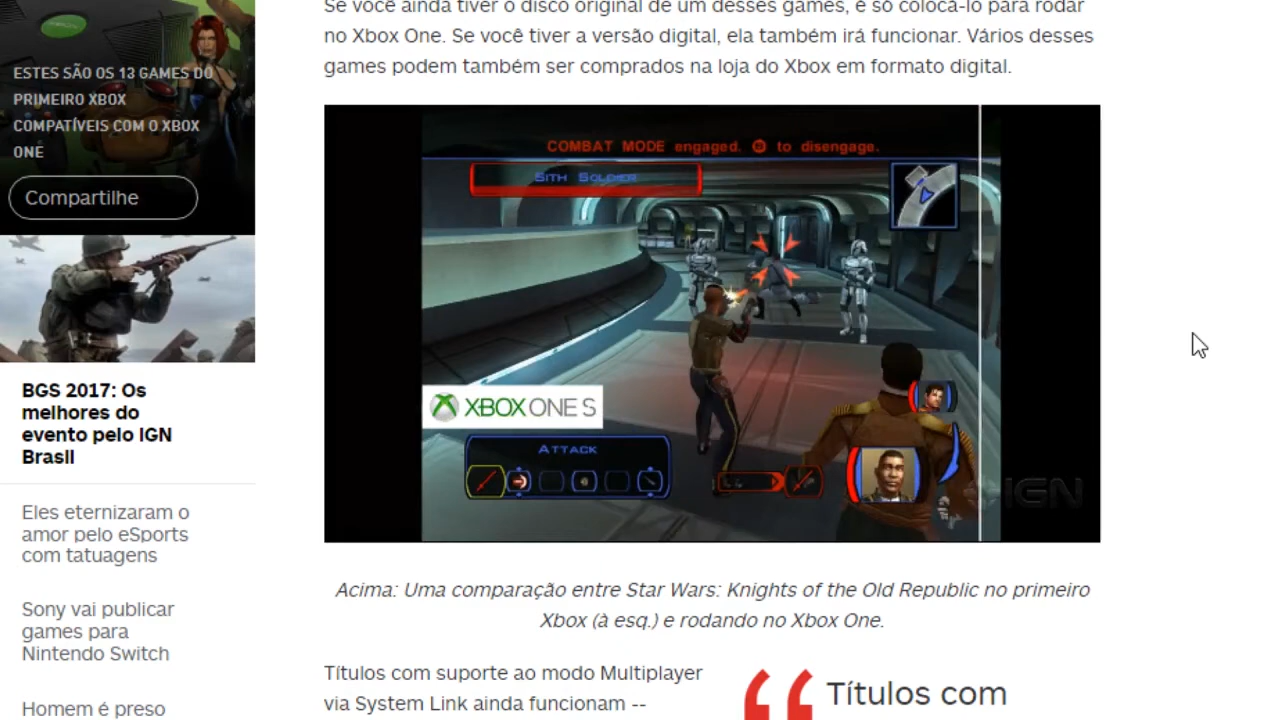 Se você ainda tiver o disco original de um desses games, é só colocá-lo para rodar
no Xbox One. Se você tiver a versão digital, ela também irá funcionar. Vários desses
games podem também ser comprados na loja do Xbox em formato digital.
ESTES SÃO OS 13 GAMES DO
PRIMEIRO XBOX
COMPATÍVEIS COM O XBOX
ONE
Compartilhe
BGS 2017: Os
melhores do
evento pelo IGN
Brasil
Eles eternizaram o
amor pelo eSports
com tatuagens
Sony vai publicar
games para
Nintendo Switch
Homem é preso
COMBAT MODE engaged. to disengage.
SITH SOLDIER
XBOX ONE S
ATTACK
IGN
Acima: Uma comparação entre Star Wars: Knights of the Old Republic no primeiro
Xbox (à esq.) e rodando no Xbox One.
Títulos com suporte ao modo Multiplayer
via System Link ainda funcionam --
“ Títulos com